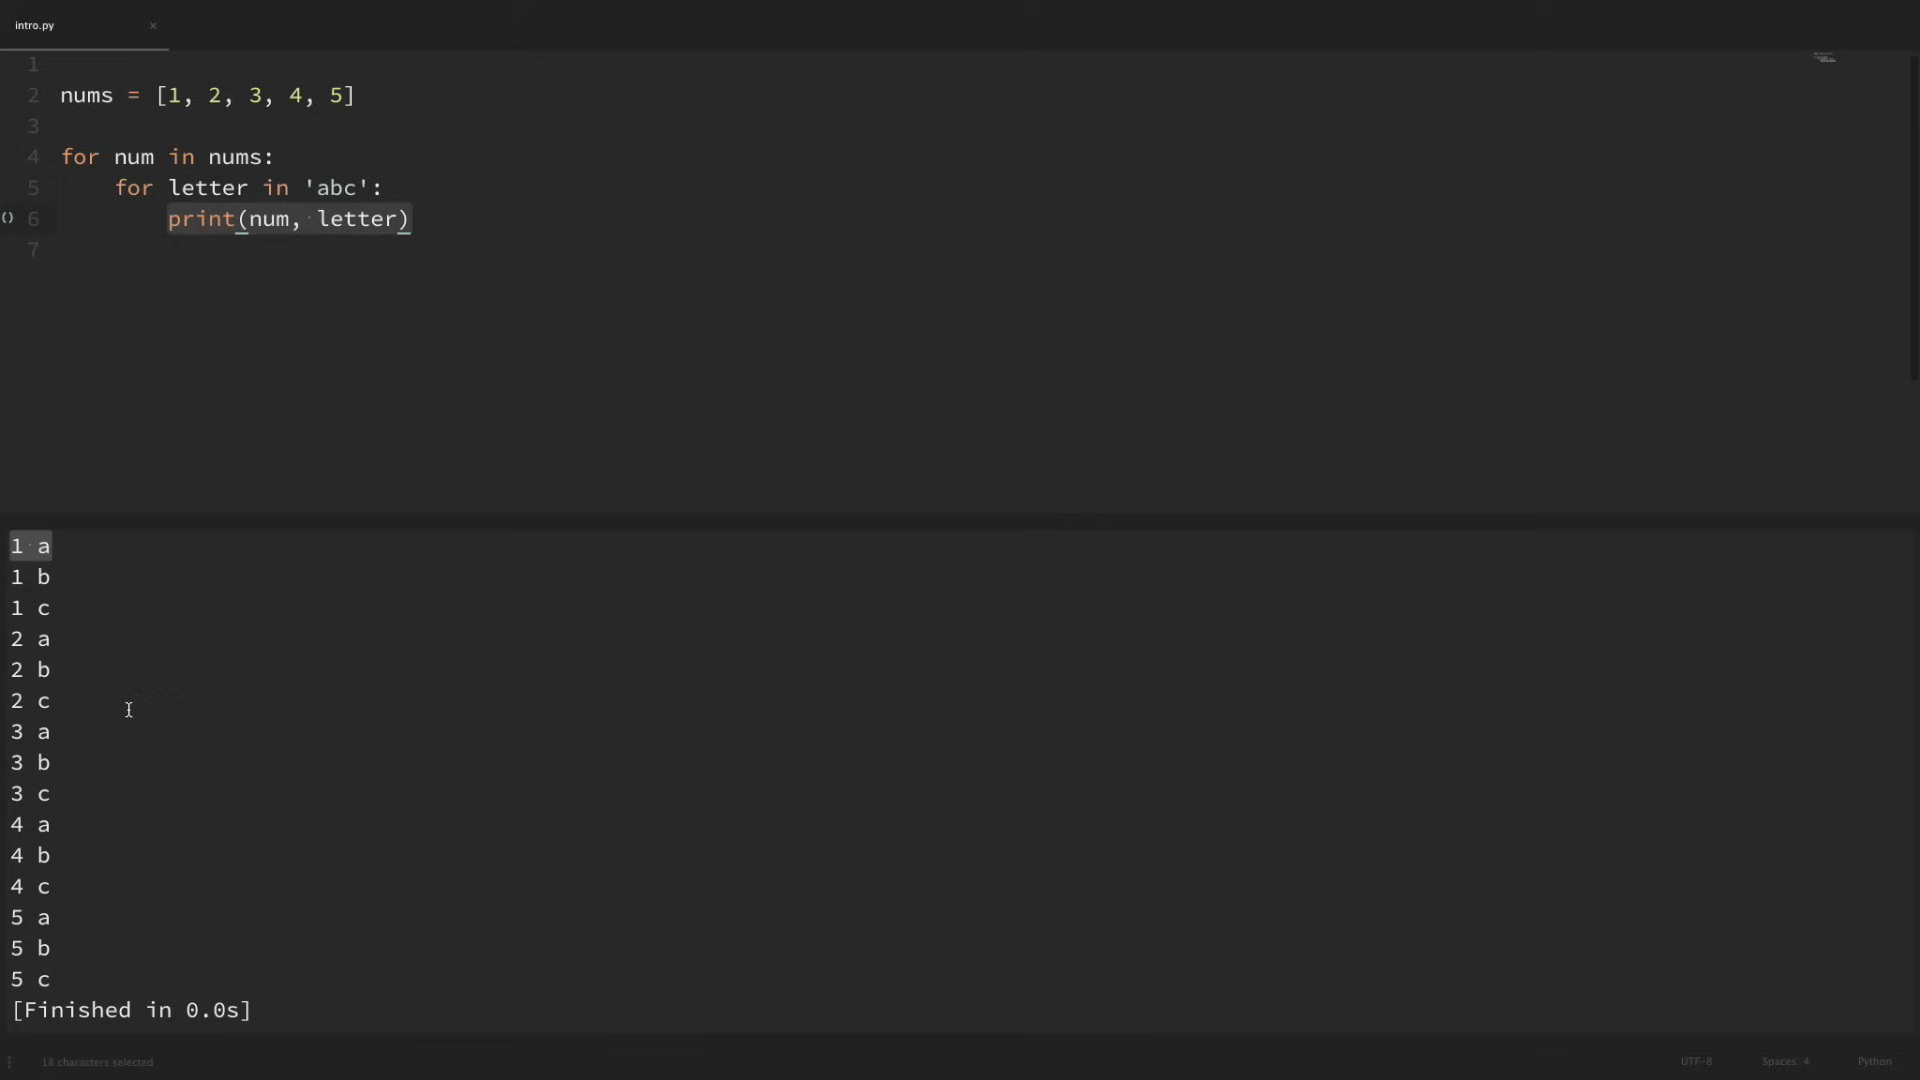 intro.py ×
1
2 nums = [1, 2, 3, 4, 5]
3
4 for num in nums:
5     for letter in 'abc':
() 6         print(num, letter)
7
1 a
1 b
1 c
2 a
2 b
2 c
3 a
3 b
3 c
4 a
4 b
4 c
5 a
5 b
5 c
[Finished in 0.0s]
18 characters selected UTF-8 Spaces: 4 Python